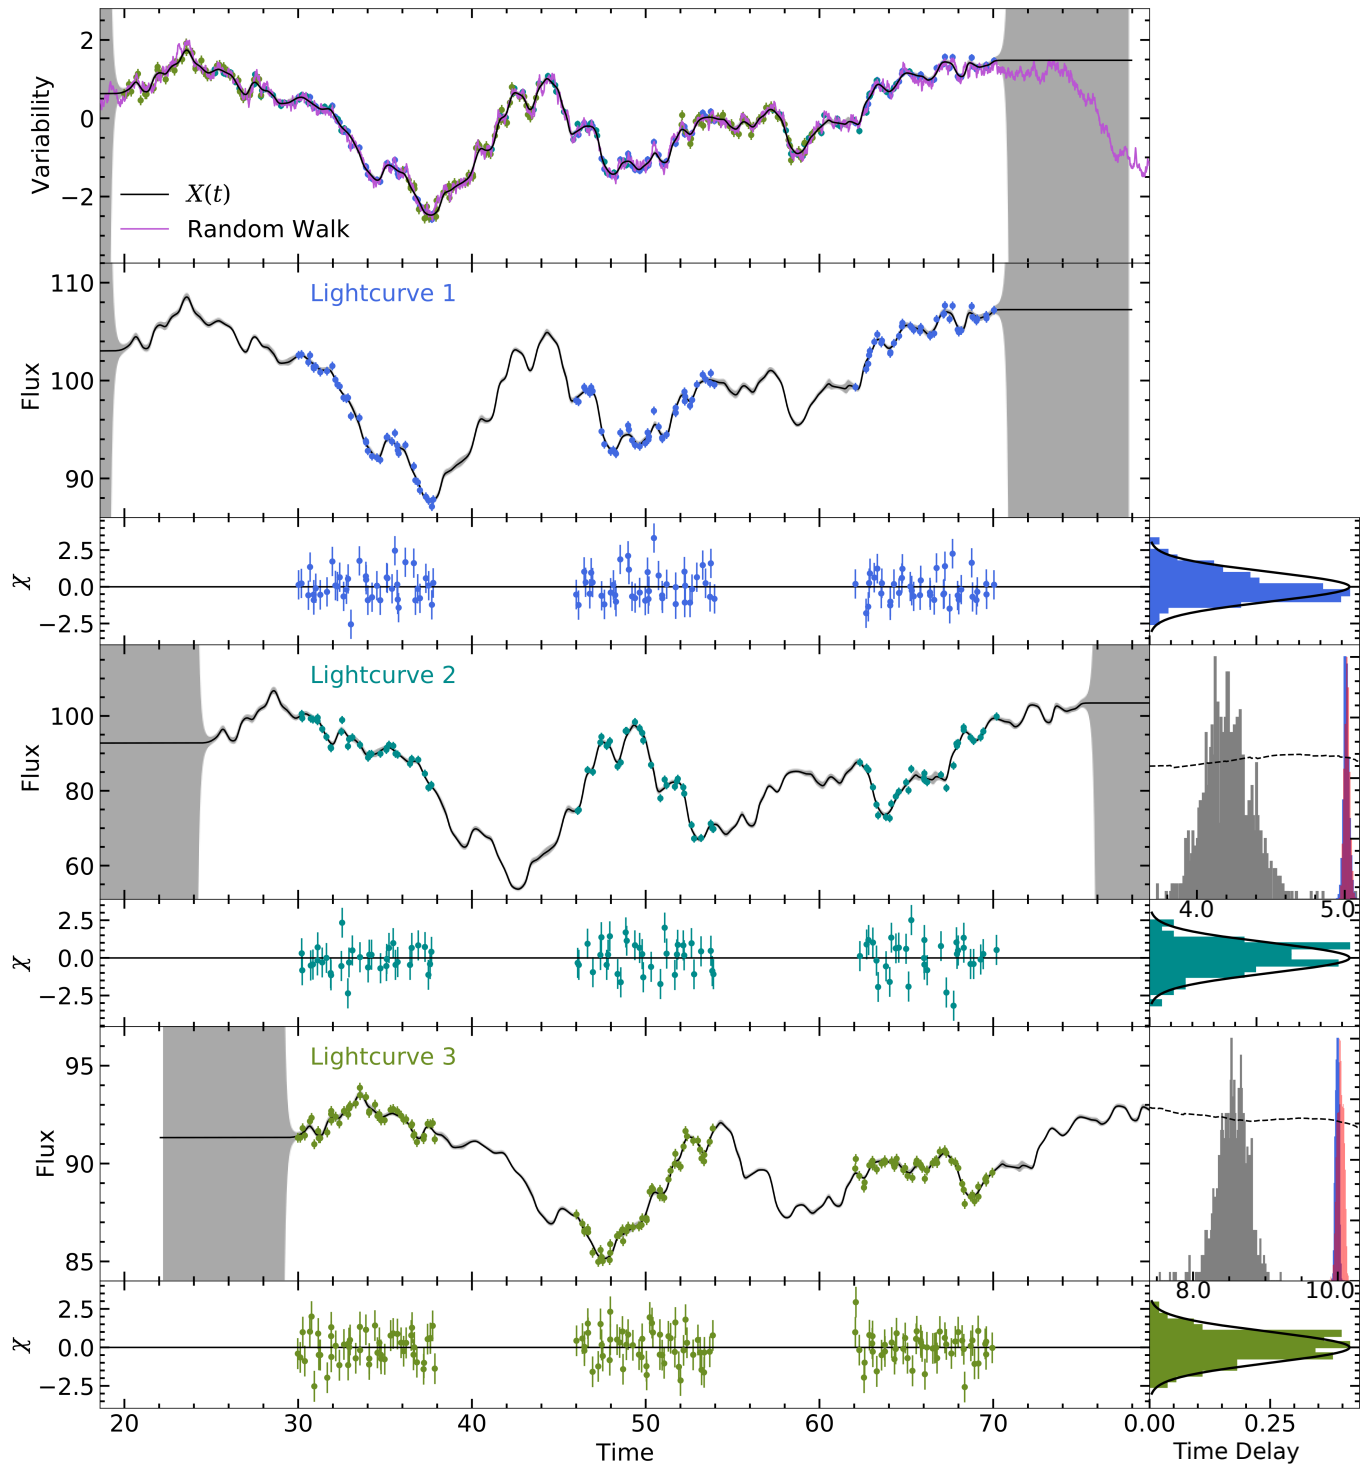 2
0
−2
Variability
X(t)
Random Walk
110
100
90
Flux
Lightcurve 1
2.5
0.0
−2.5
χ
100
80
60
Flux
Lightcurve 2
4.0 5.0
2.5
0.0
−2.5
χ
95
90
85
Flux
Lightcurve 3
8.0 10.0
2.5
0.0
−2.5
χ
20 30 40 50 60 70 0.00 0.25
Time
Time Delay